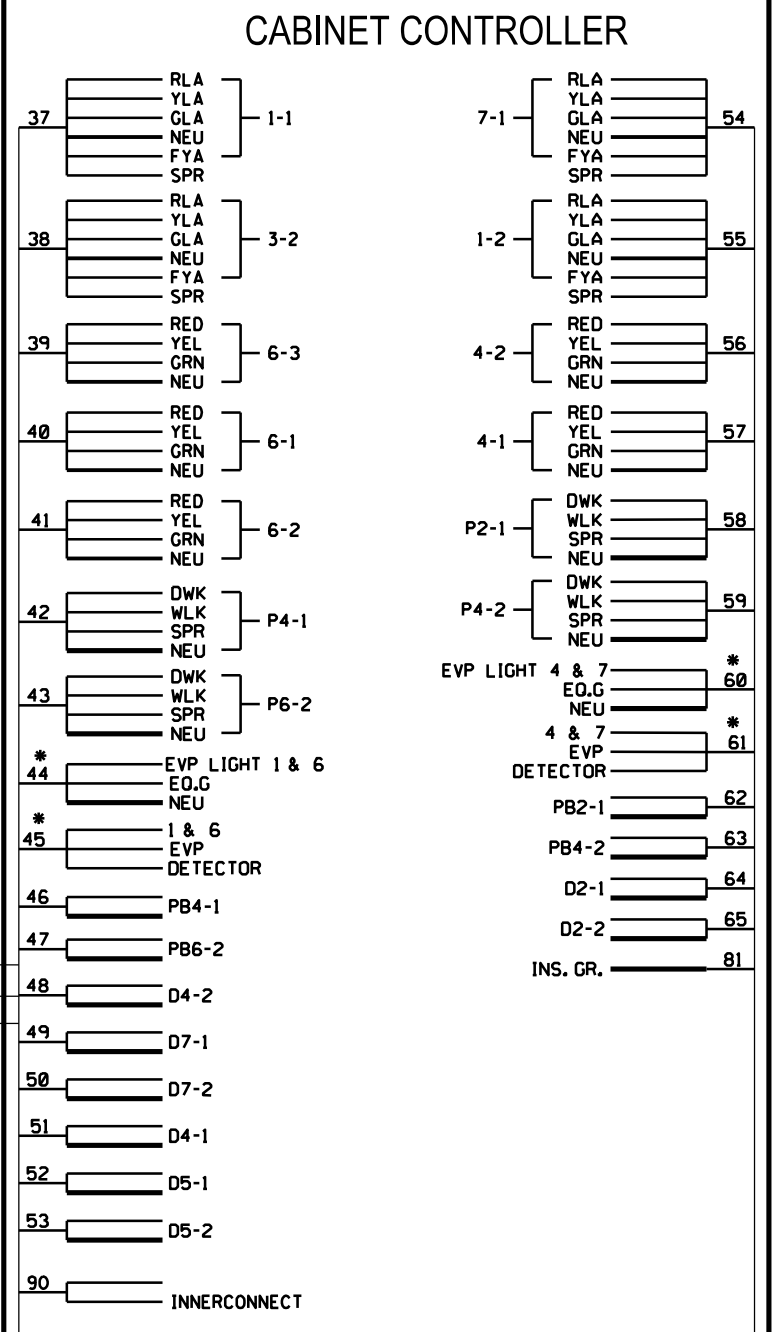 CABINET CONTROLLER
37
RLA
YLA
GLA
NEU
FYA
SPR
1-1
38
RLA
YLA
GLA
NEU
FYA
SPR
3-2
39
RED
YEL
GRN
NEU
6-3
40
RED
YEL
GRN
NEU
6-1
41
RED
YEL
GRN
NEU
6-2
42
DWK
WLK
SPR
NEU
P4-1
43
DWK
WLK
SPR
NEU
P6-2
*
44
EVP LIGHT 1 & 6
EQ.G
NEU
*
45
1 & 6
EVP
DETECTOR
46
PB4-1
47
PB6-2
48
D4-2
49
D7-1
50
D7-2
51
D4-1
52
D5-1
53
D5-2
90
INNERCONNECT
7-1
RLA
YLA
GLA
NEU
FYA
SPR
54
1-2
RLA
YLA
GLA
NEU
FYA
SPR
55
4-2
RED
YEL
GRN
NEU
56
4-1
RED
YEL
GRN
NEU
57
P2-1
DWK
WLK
SPR
NEU
58
P4-2
DWK
WLK
SPR
NEU
59
EVP LIGHT 4 & 7
EQ.G
NEU
*
60
4 & 7
EVP
DETECTOR
*
61
PB2-1
62
PB4-2
63
D2-1
64
D2-2
65
INS. GR.
81